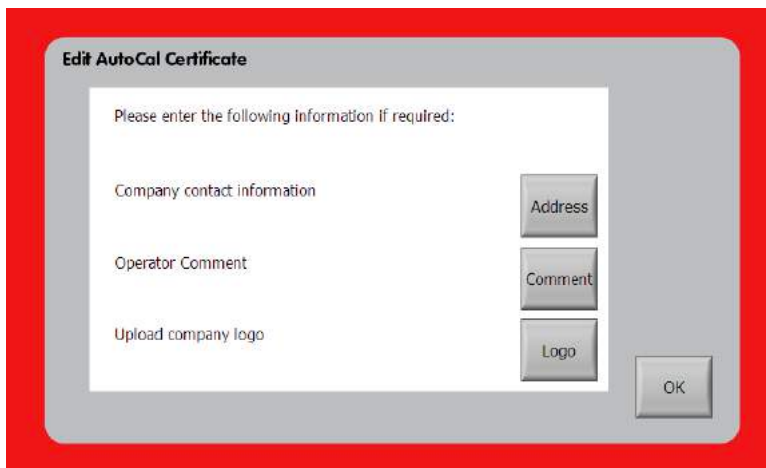 Edit AutoCal Certificate
Please enter the following information if required:
Company contact information
Address
Operator Comment
Comment
Upload company logo
Logo
OK